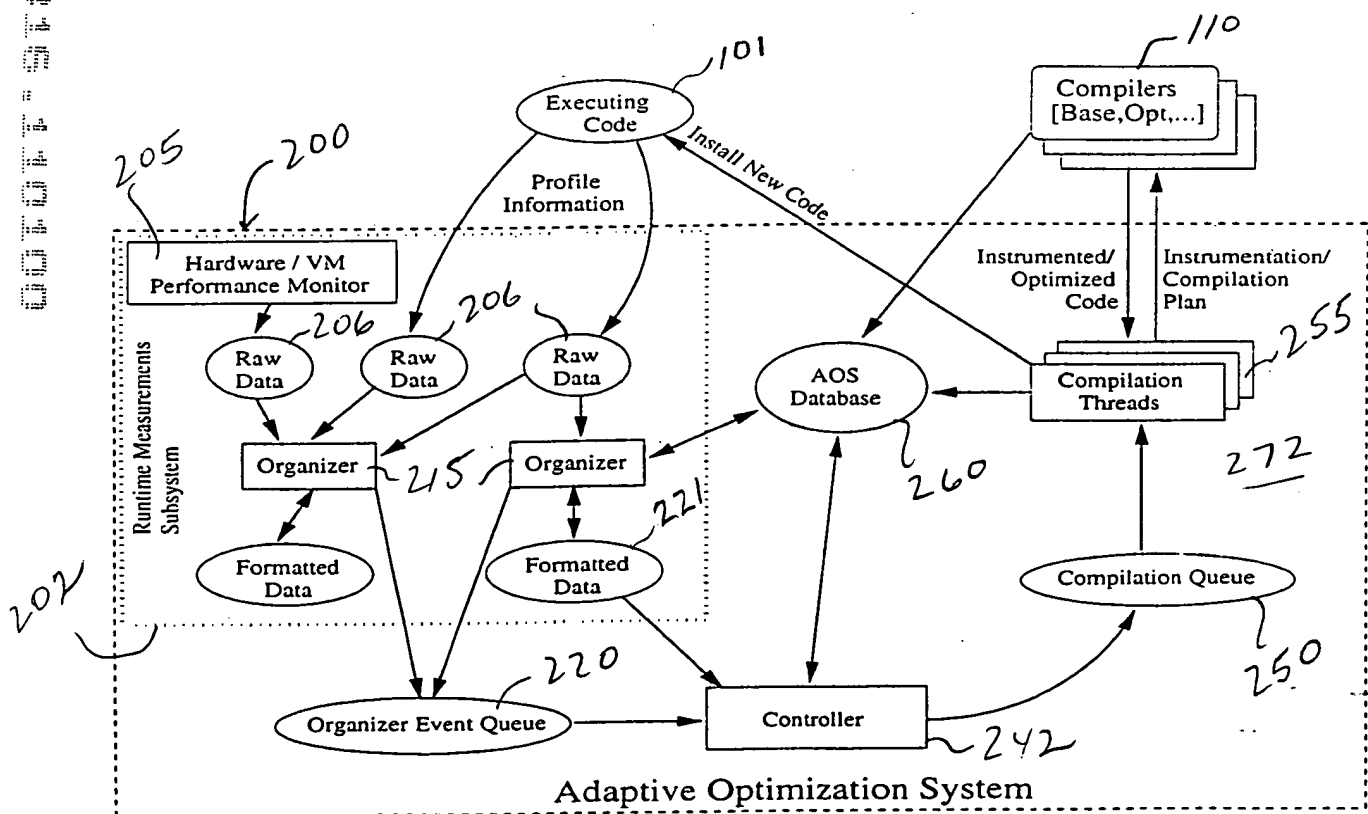 110
101
Executing
Code
Compilers
[Base,Opt,...]
205
200
Install New Code
Profile
Information
Hardware / VM
Performance Monitor
Instrumented/
Optimized
Code
Instrumentation/
Compilation
Plan
206
206
255
Raw
Data
Raw
Data
Raw
Data
AOS
Database
Compilation
Threads
Runtime Measurements
Subsystem
Organizer
215
Organizer
260
272
221
Formatted
Data
Formatted
Data
Compilation Queue
202
220
250
Organizer Event Queue
Controller
242
Adaptive Optimization System